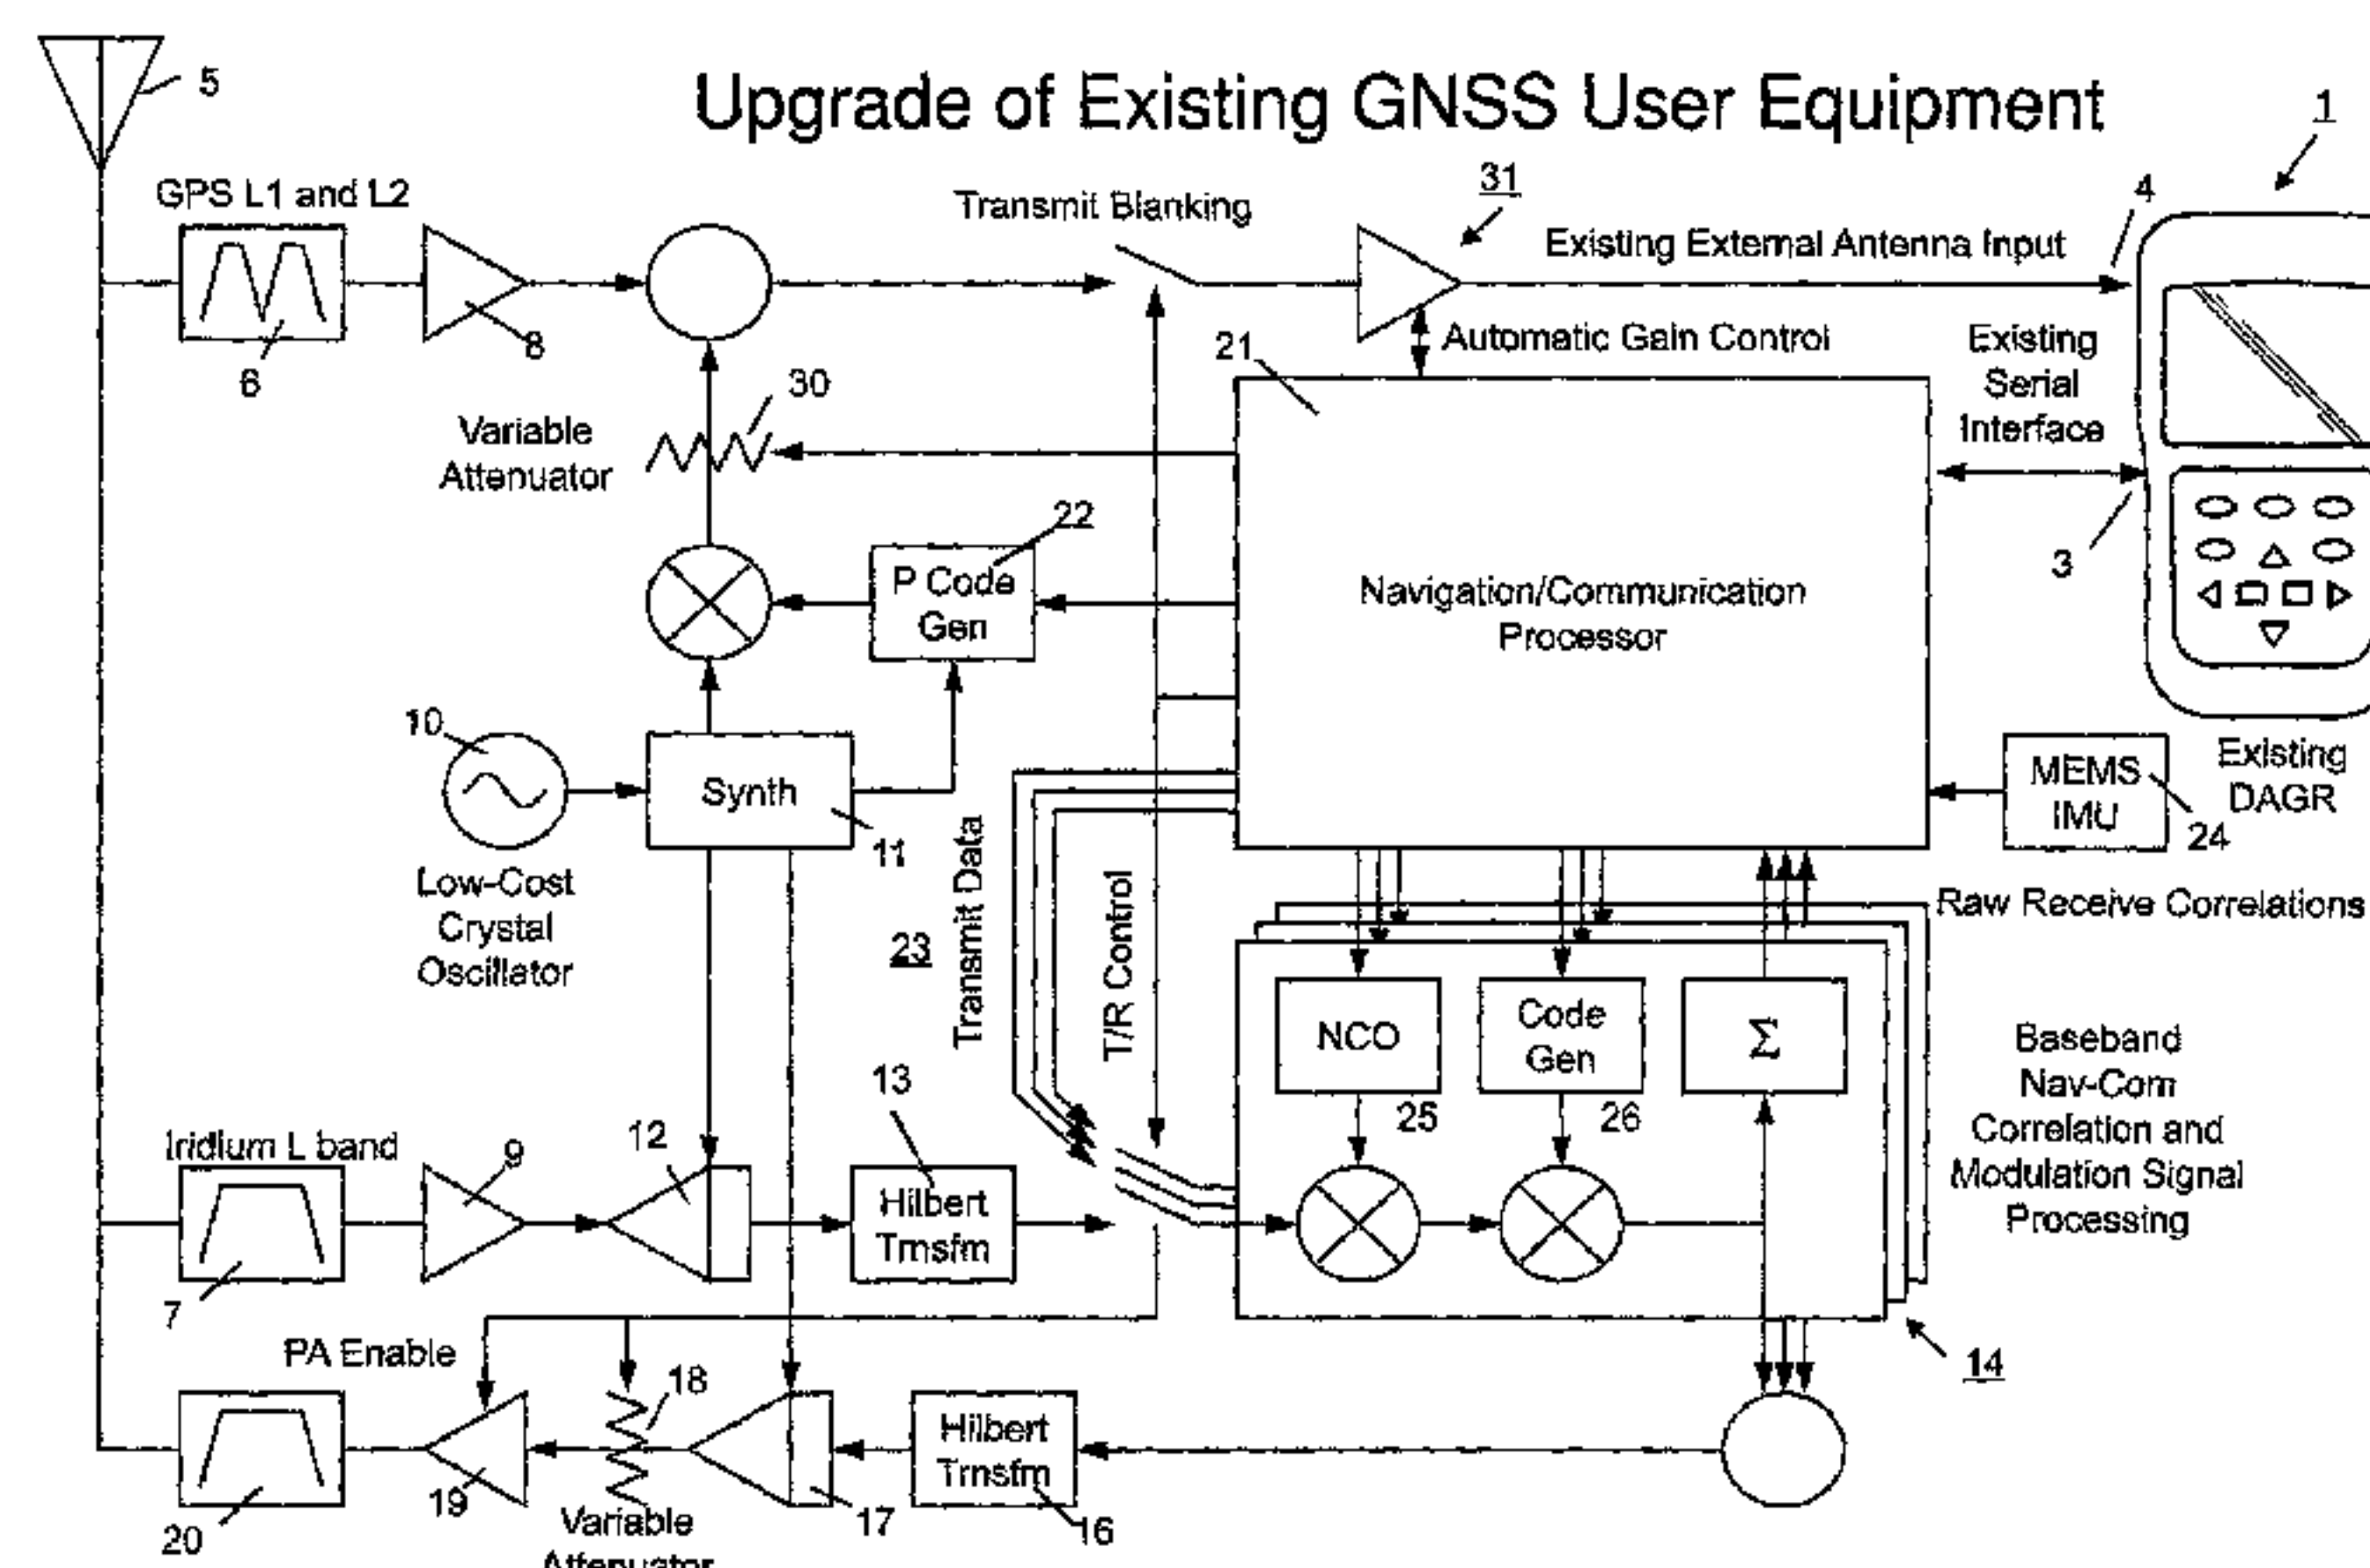 Upgrade of Existing GNSS User Equipment
1
5
GPS L1 and L2
6
8
Transmit Blanking
31
Existing External Antenna Input
4
Automatic Gain Control
21
Existing
Serial
Interface
3
Variable
Attenuator
30
P Code
Gen
22
Navigation/Communication
Processor
10
Synth
11
Low-Cost
Crystal
Oscillator
23
Transmit Data
T/R Control
MEMS
IMU
24
Existing
DAGR
Raw Receive Correlations
NCO
25
Code
Gen
26
Σ
Baseband
Nav-Com
Correlation and
Modulation Signal
Processing
14
Iridium L band
7
9
12
13
Hilbert
Trnsfm
PA Enable
20
19
18
Variable
Attenuator
17
Hilbert
Trnsfm
16